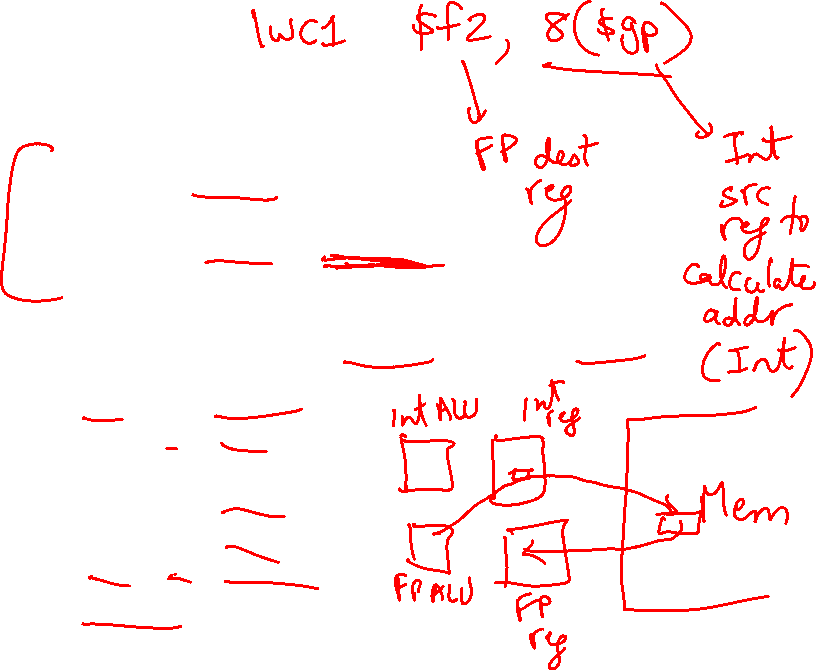 lwc1 $f2, 8($gp)
FP dest
reg
Int
src
reg to
calculate
addr
(Int)
Int ALU
Int
reg
Mem
FP ALU
FP
reg